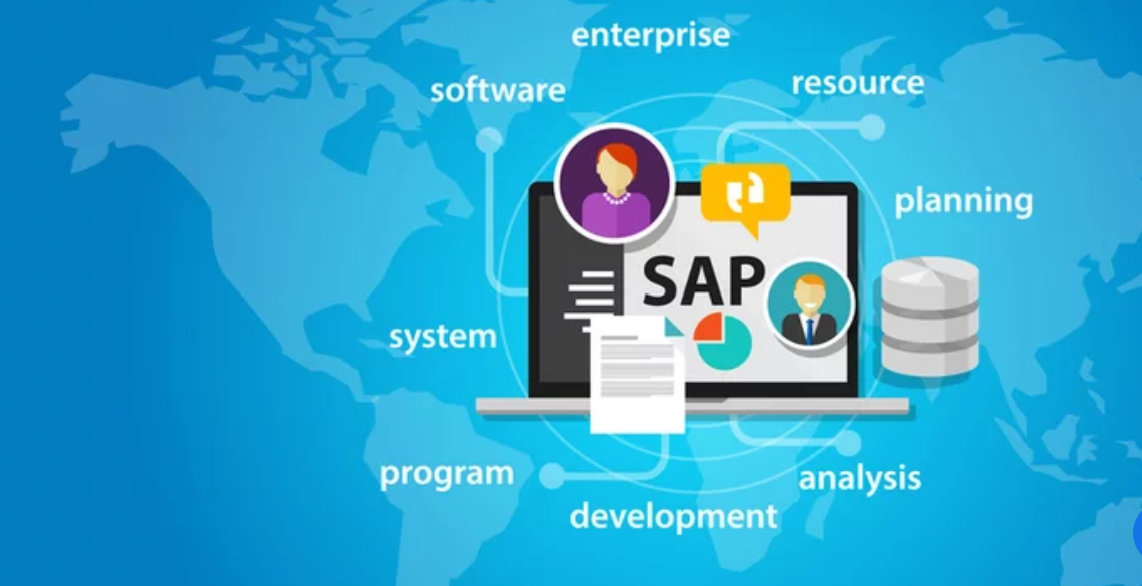 enterprise
software
resource
planning
SAP
system
program
analysis
development